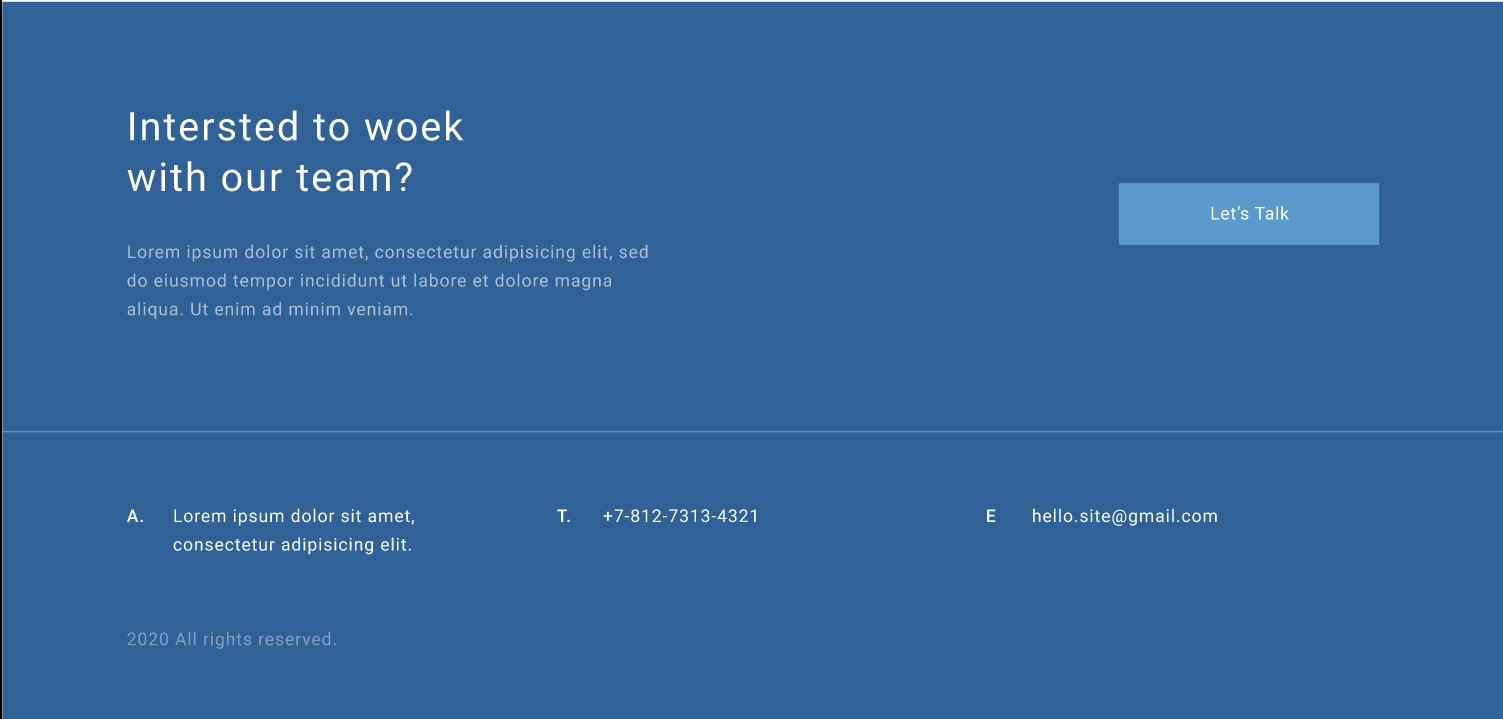 Intersted to woek
with our team?
Lorem ipsum dolor sit amet, consectetur adipisicing elit, sed
do eiusmod tempor incididunt ut labore et dolore magna
aliqua. Ut enim ad minim veniam.
Let’s Talk
A. Lorem ipsum dolor sit amet,
consectetur adipisicing elit.
T. +7-812-7313-4321
E hello.site@gmail.com
2020 All rights reserved.